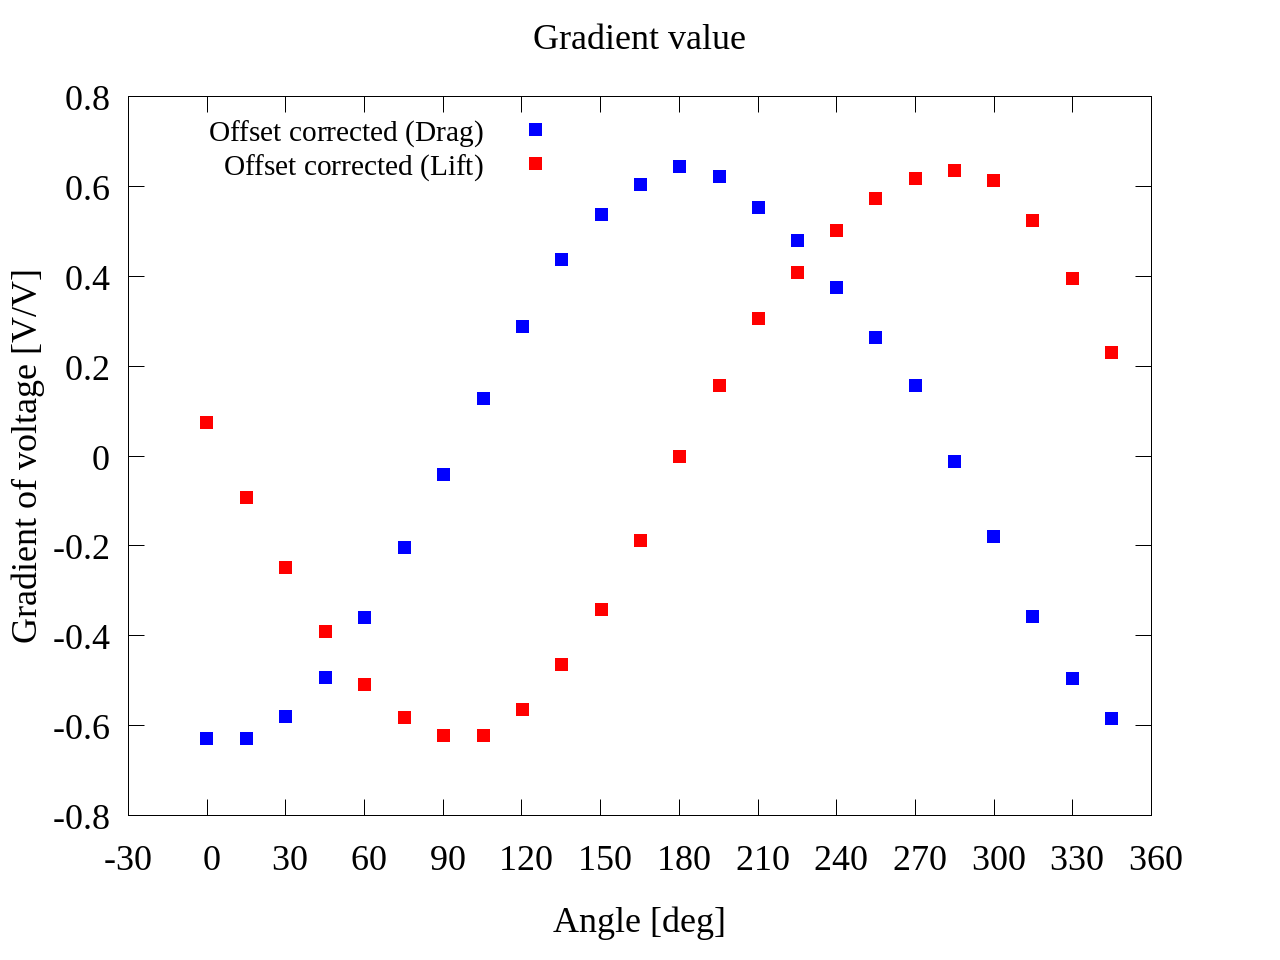 Gradient value
Offset corrected (Drag)
Offset corrected (Lift)
Gradient of voltage [V/V]
0.8
0.6
0.4
0.2
0
-0.2
-0.4
-0.6
-0.8
-30 0 30 60 90 120 150 180 210 240 270 300 330 360
Angle [deg]